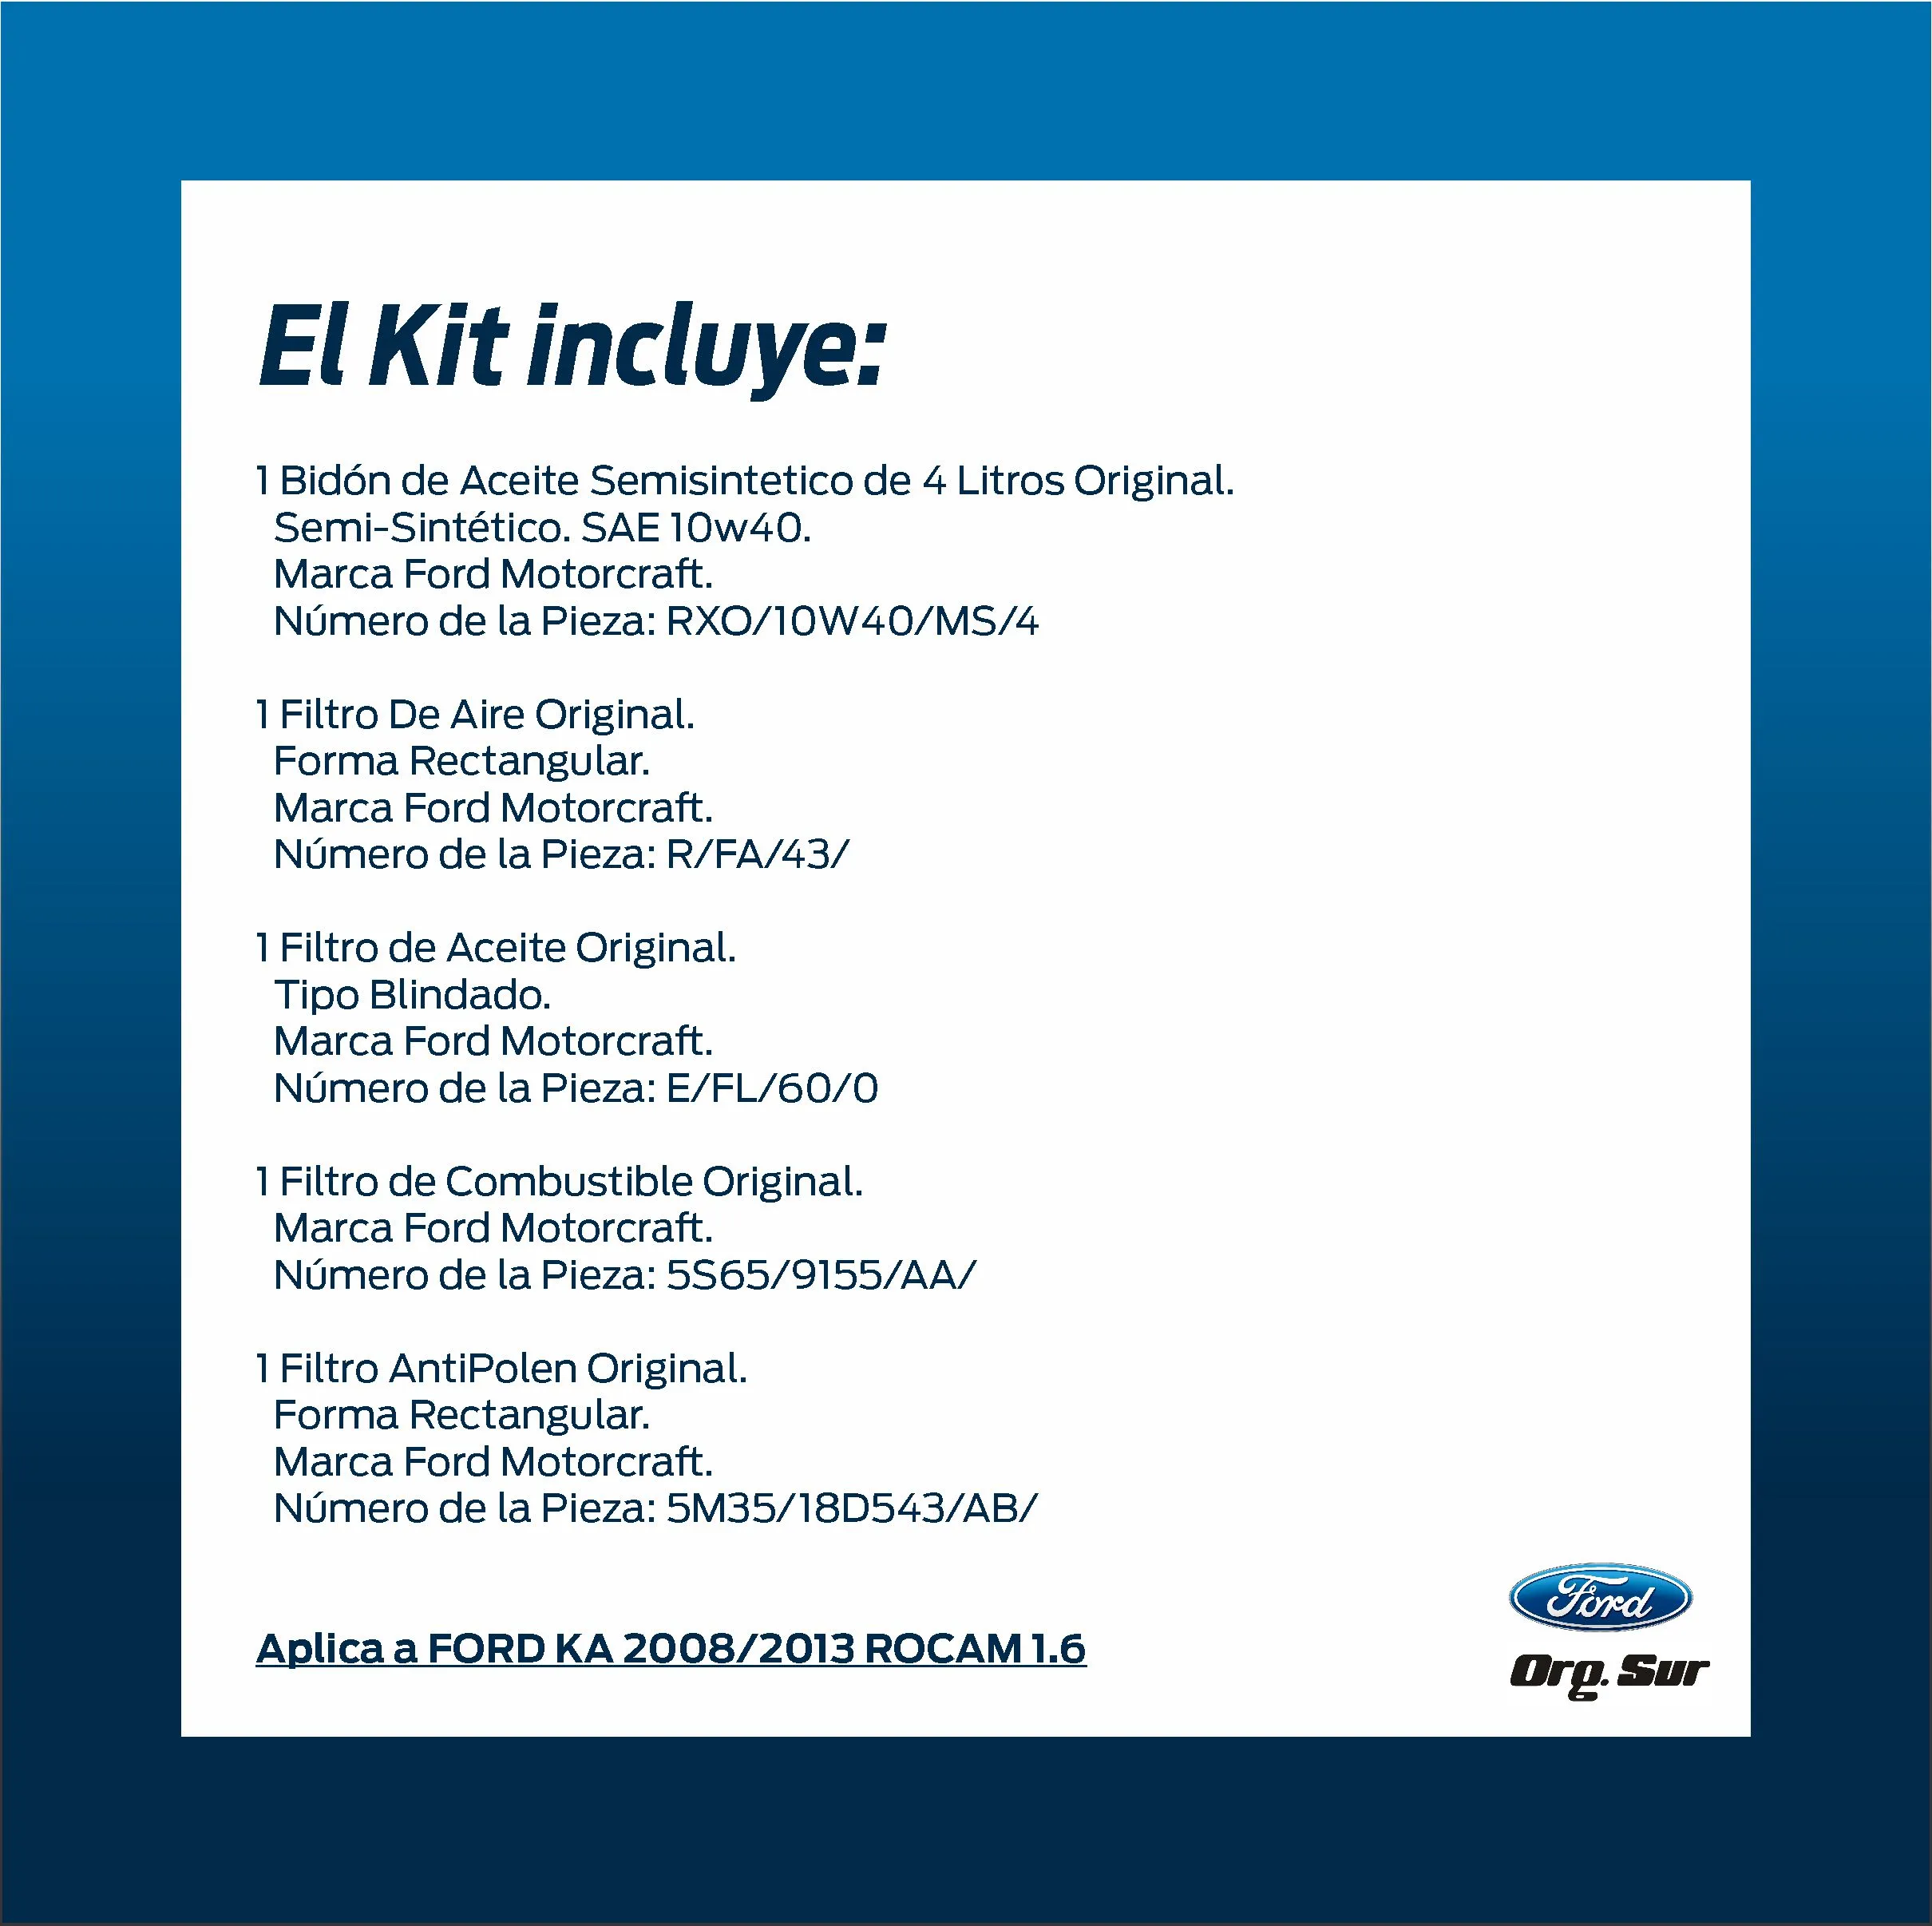 El Kit incluye:
1 Bidón de Aceite Semisintetico de 4 Litros Original.
Semi-Sintético. SAE 10w40.
Marca Ford Motorcraft.
Número de la Pieza: RXO/10W40/MS/4
1 Filtro De Aire Original.
Forma Rectangular.
Marca Ford Motorcraft.
Número de la Pieza: R/FA/43/
1 Filtro de Aceite Original.
Tipo Blindado.
Marca Ford Motorcraft.
Número de la Pieza: E/FL/60/0
1 Filtro de Combustible Original.
Marca Ford Motorcraft.
Número de la Pieza: 5S65/9155/AA/
1 Filtro AntiPolen Original.
Forma Rectangular.
Marca Ford Motorcraft.
Número de la Pieza: 5M35/18D543/AB/
Aplica a FORD KA 2008/2013 ROCAM 1.6
Ford
Org. Sur